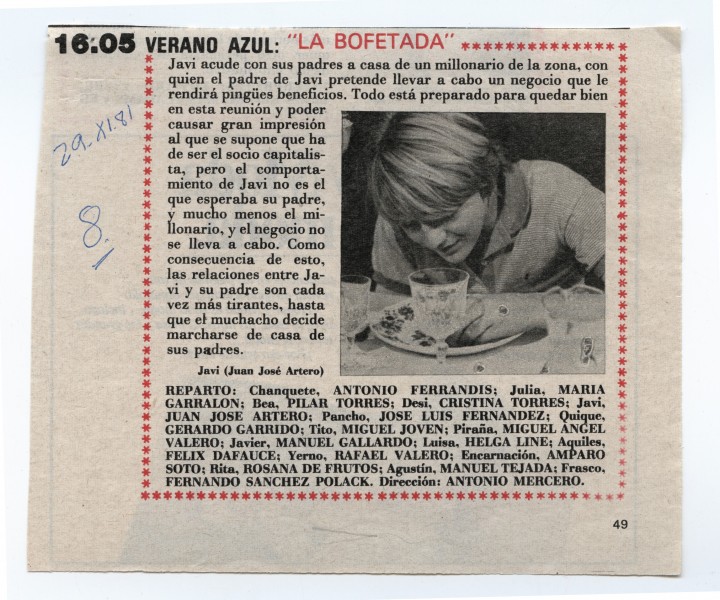 16.05 VERANO AZUL: "LA BOFETADA"
Javi acude con sus padres a casa de un millonario de la zona, con
quien el padre de Javi pretende llevar a cabo un negocio que le
rendirá pingües beneficios. Todo está preparado para quedar bien
en esta reunión y poder
causar gran impresión
al que se supone que ha
de ser el socio capitalis-
ta, pero el comporta-
miento de Javi no es el
que esperaba su padre,
y mucho menos el mi-
llonario, y el negocio no
se lleva a cabo. Como
consecuencia de esto,
las relaciones entre Ja-
vi y su padre son cada
vez más tirantes, hasta
que el muchacho decide
marcharse de casa de
sus padres.
Javi (Juan José Artero)
REPARTO: Chanquete, ANTONIO FERRANDIS; Julia, MARIA
GARRALON; Bea, PILAR TORRES; Desi, CRISTINA TORRES; Javi,
JUAN JOSE ARTERO; Pancho, JOSE LUIS FERNANDEZ; Quique,
GERARDO GARRIDO; Tito, MIGUEL JOVEN; Piraña, MIGUEL ANGEL
VALERO; Javier, MANUEL GALLARDO; Luisa, HELGA LINE; Aquiles,
FELIX DAFAUCE; Yerno, RAFAEL VALERO; Encarnación, AMPARO
SOTO; Rita, ROSANA DE FRUTOS; Agustín, MANUEL TEJADA; Frasco,
FERNANDO SANCHEZ POLACK. Dirección: ANTONIO MERCERO.
29-XI-81
8
49